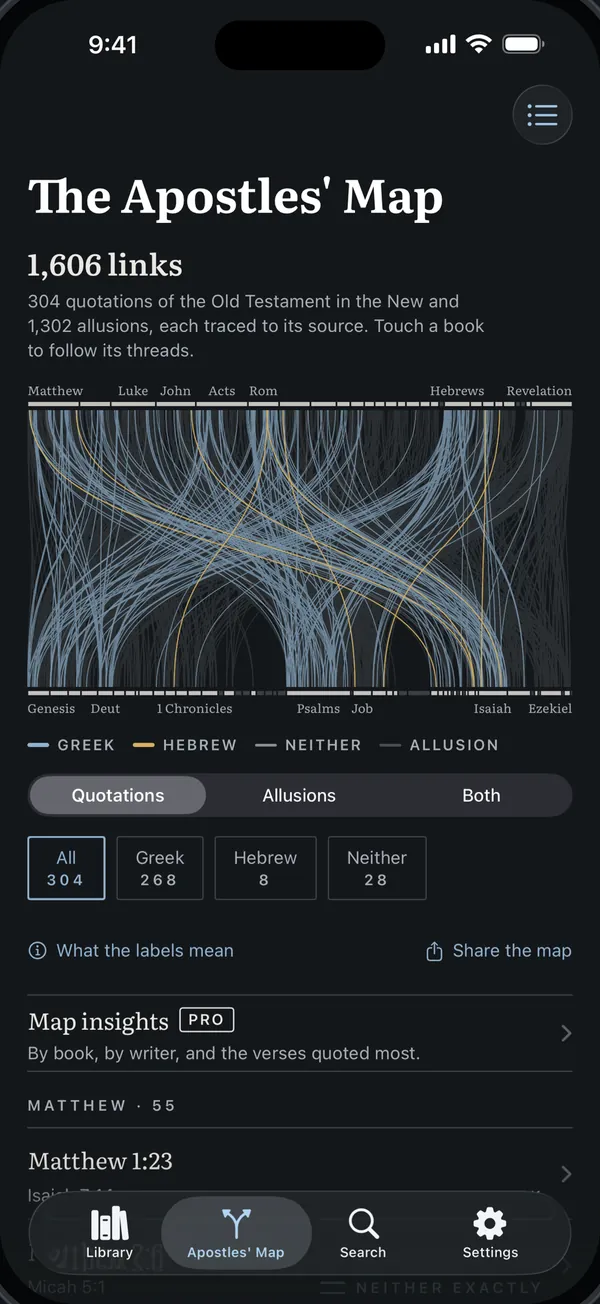 9:41
The Apostles' Map
1,606 links
304 quotations of the Old Testament in the New and
1,302 allusions, each traced to its source. Touch a book
to follow its threads.
Matthew Luke John Acts Rom Hebrews Revelation
Genesis Deut 1 Chronicles Psalms Job Isaiah Ezekiel
GREEK HEBREW NEITHER ALLUSION
Quotations Allusions Both
All Greek Hebrew Neither
304 268 8 28
What the labels mean Share the map
Map insights PRO
By book, by writer, and the verses quoted most.
MATTHEW · 55
Matthew 1:23
Library Apostles' Map Search Settings
Micah 5:1 NEITHER EXACTLY